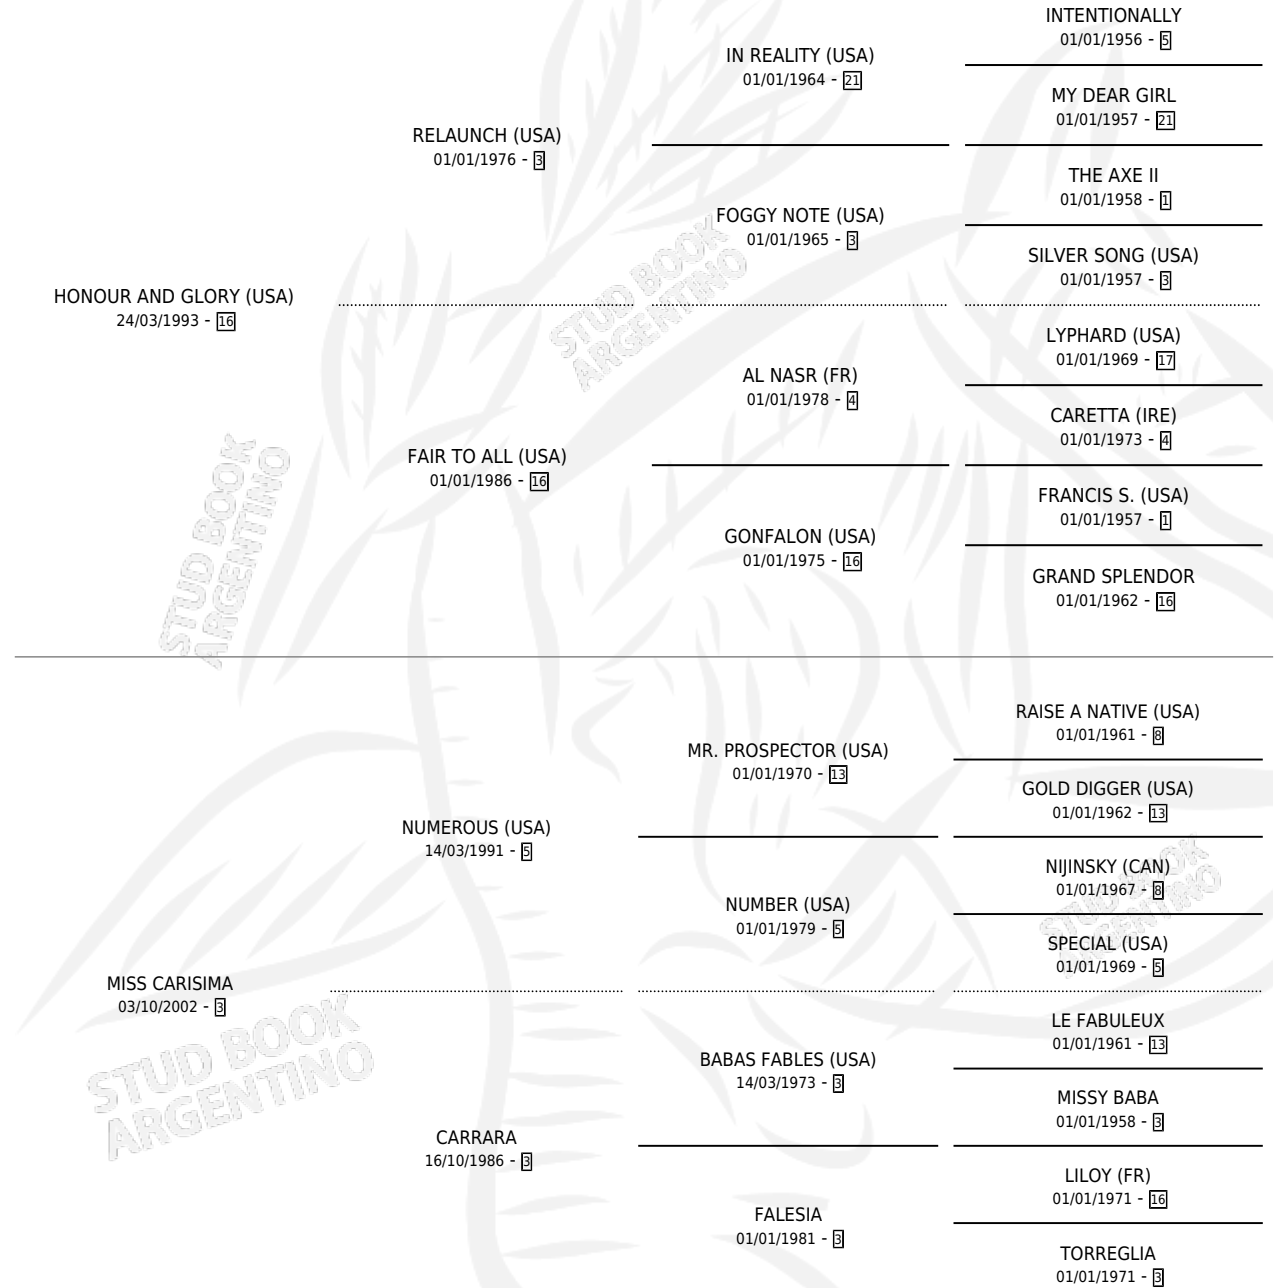 INTENTIONALLY
01/01/1956 - 5
IN REALITY (USA)
01/01/1964 - 21
MY DEAR GIRL
01/01/1957 - 21
RELAUNCH (USA)
01/01/1976 - 3
THE AXE II
01/01/1958 - 1
FOGGY NOTE (USA)
01/01/1965 - 3
SILVER SONG (USA)
01/01/1957 - 3
HONOUR AND GLORY (USA)
24/03/1993 - 16
LYPHARD (USA)
01/01/1969 - 17
AL NASR (FR)
01/01/1978 - 4
CARETTA (IRE)
01/01/1973 - 4
FAIR TO ALL (USA)
01/01/1986 - 16
FRANCIS S. (USA)
01/01/1957 - 1
GONFALON (USA)
01/01/1975 - 16
GRAND SPLENDOR
01/01/1962 - 16
RAISE A NATIVE (USA)
01/01/1961 - 8
MR. PROSPECTOR (USA)
01/01/1970 - 13
GOLD DIGGER (USA)
01/01/1962 - 13
NUMEROUS (USA)
14/03/1991 - 5
NIJINSKY (CAN)
01/01/1967 - 8
NUMBER (USA)
01/01/1979 - 5
SPECIAL (USA)
01/01/1969 - 5
MISS CARISIMA
03/10/2002 - 3
LE FABULEUX
01/01/1961 - 13
BABAS FABLES (USA)
14/03/1973 - 3
MISSY BABA
01/01/1958 - 3
CARRARA
16/10/1986 - 3
LILOY (FR)
01/01/1971 - 16
FALESIA
01/01/1981 - 3
TORREGLIA
01/01/1971 - 3
STUD BOOK
ARGENTINO
STUD BOOK
ARGENTINO
STUD BOOK
ARGENTINO
STUD BOOK
ARGENTINO